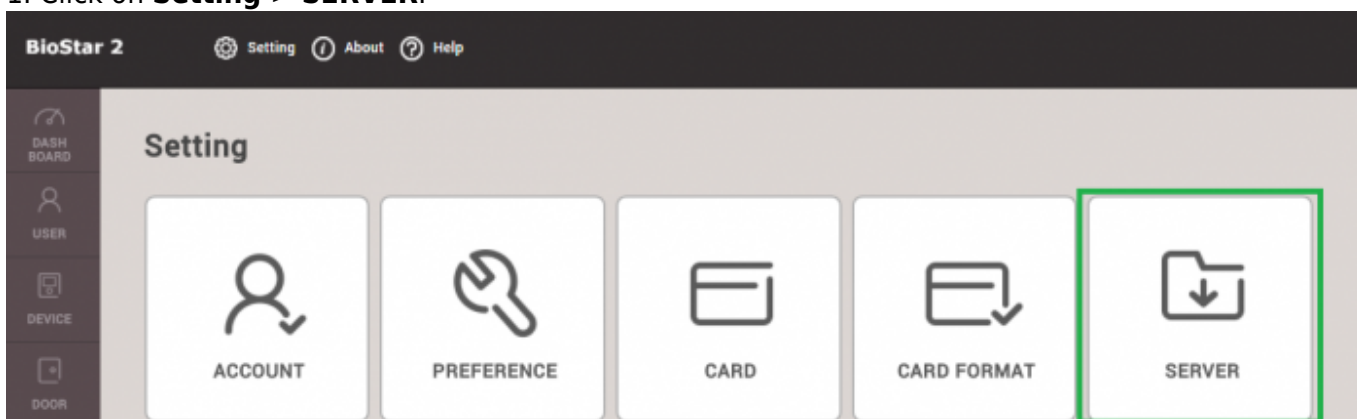 1. Click on Setting > SERVER.
BioStar 2 Setting About Help
DASH
BOARD
Setting
USER
DEVICE
DOOR
ACCOUNT PREFERENCE CARD CARD FORMAT SERVER